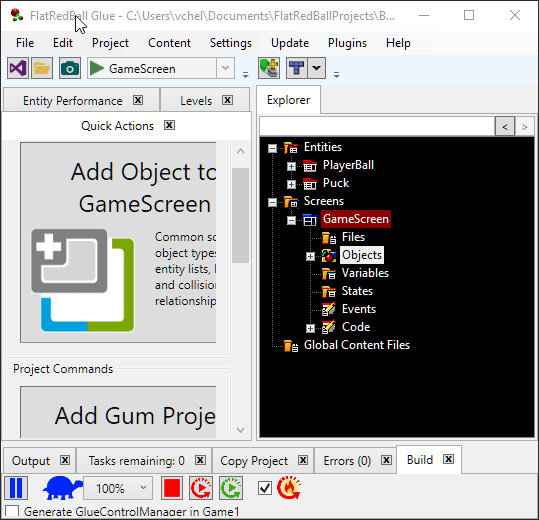 FlatRedBall Glue - C:\Users\vchel\Documents\FlatRedBallProjects\B...
File Edit Project Content Settings Update Plugins Help
GameScreen
Entity Performance Levels
Explorer
Quick Actions
< >
Add Object to
GameScreen
Common sc
object types
entity lists, l
and collision
relationship
Project Commands
Add Gum Proje
Entities
PlayerBall
Puck
Screens
GameScreen
Files
Objects
Variables
States
Events
Code
Global Content Files
Output Tasks remaining: 0 Copy Project Errors (0) Build
100%
Generate GlueControlManager in Game1